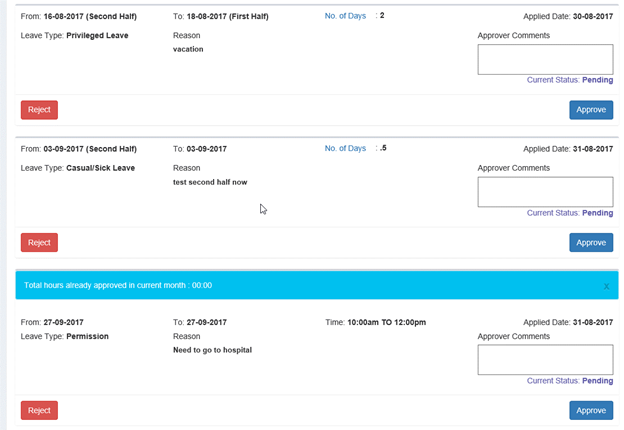 From: 16-08-2017 (Second Half) To: 18-08-2017 (First Half) No. of Days : 2 Applied Date: 30-08-2017
Leave Type: Privileged Leave Reason Approver Comments
vacation
Current Status: Pending
Reject Approve
From: 03-09-2017 (Second Half) To: 03-09-2017 No. of Days : .5 Applied Date: 31-08-2017
Leave Type: Casual/Sick Leave Reason Approver Comments
test second half now
Current Status: Pending
Reject Approve
Total hours already approved in current month : 00:00 x
From: 27-09-2017 To: 27-09-2017 Time: 10:00am TO 12:00pm Applied Date: 31-08-2017
Leave Type: Permission Reason Approver Comments
Need to go to hospital
Current Status: Pending
Reject Approve